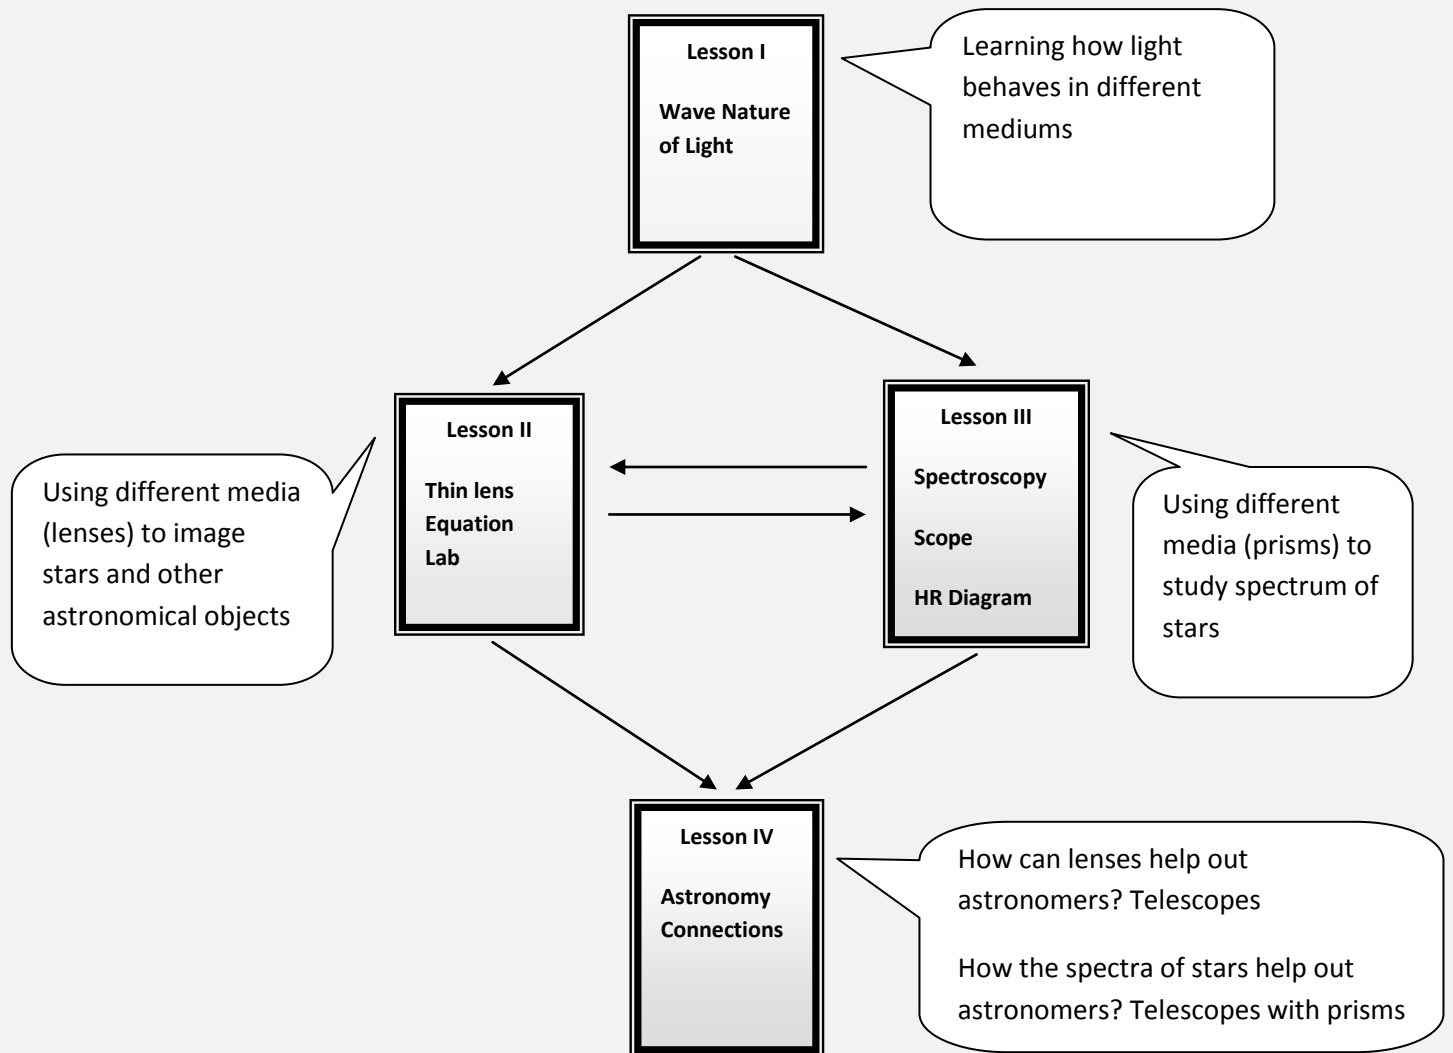 Lesson I
Wave Nature
of Light
Learning how light
behaves in different
mediums
Lesson II
Thin lens
Equation
Lab
Using different media
(lenses) to image
stars and other
astronomical objects
Lesson III
Spectroscopy
Scope
HR Diagram
Using different
media (prisms) to
study spectrum of
stars
Lesson IV
Astronomy
Connections
How can lenses help out
astronomers? Telescopes
How the spectra of stars help out
astronomers? Telescopes with prisms